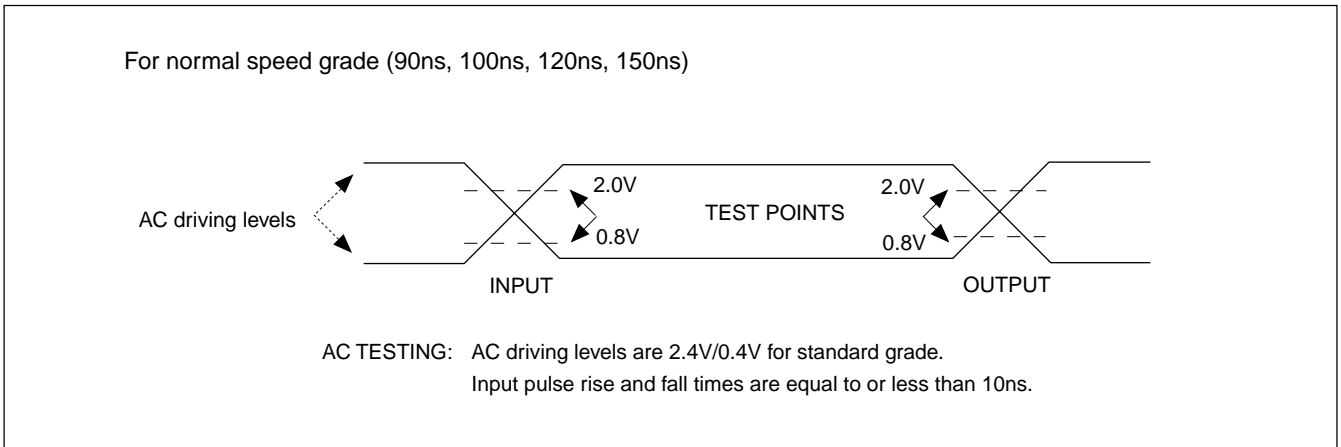 For normal speed grade (90ns, 100ns, 120ns, 150ns)
2.0V
2.0V
AC driving levels
TEST POINTS
0.8V
0.8V
INPUT
OUTPUT
AC TESTING: AC driving levels are 2.4V/0.4V for standard grade.
Input pulse rise and fall times are equal to or less than 10ns.